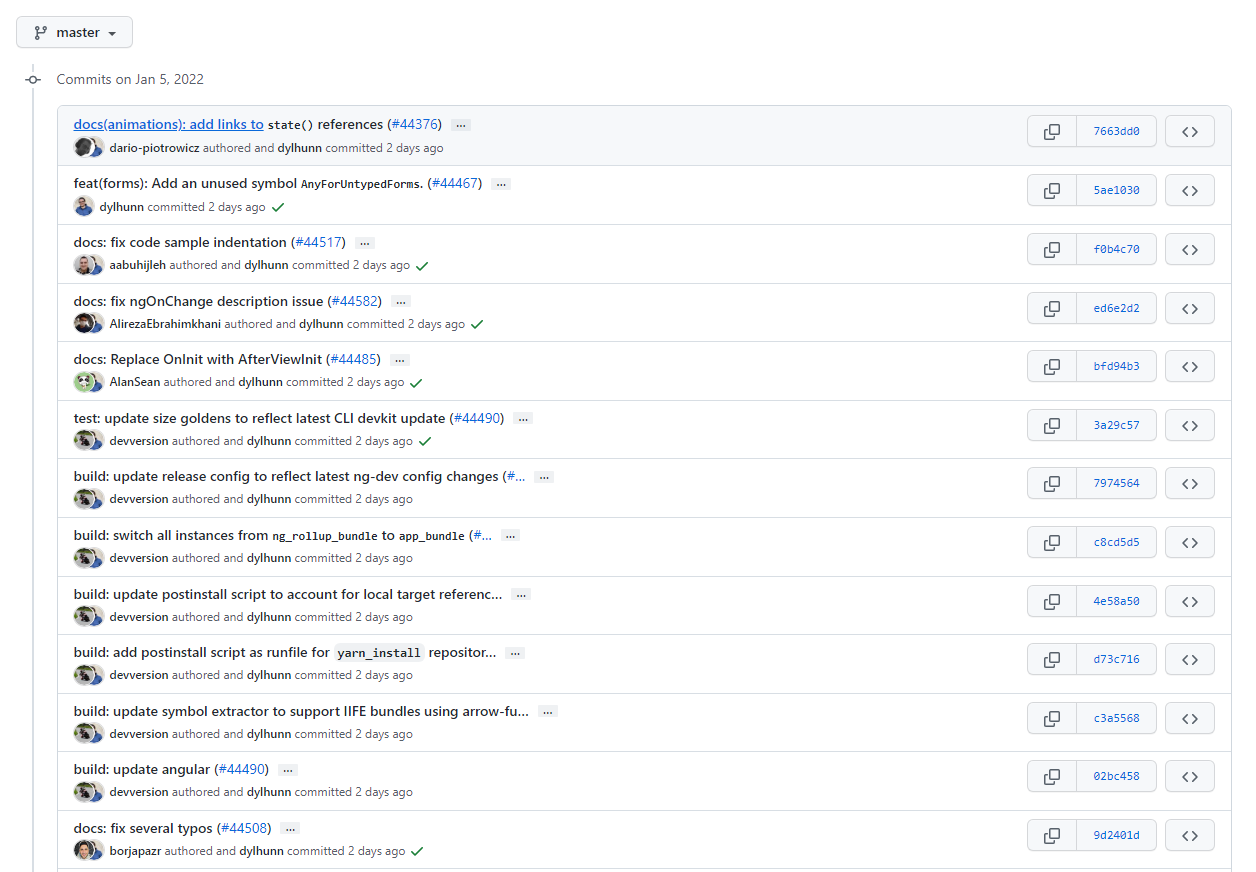 master
Commits on Jan 5, 2022
docs(animations): add links to state() references (#44376) ...
7663dd0
dario-piotrowicz authored and dylhunn committed 2 days ago
feat(forms): Add an unused symbol AnyForUntypedForms. (#44467) ...
5ae1030
dylhunn committed 2 days ago
docs: fix code sample indentation (#44517) ...
f0b4c70
aabuhijleh authored and dylhunn committed 2 days ago
docs: fix ngOnChange description issue (#44582) ...
ed6e2d2
AlirezaEbrahimkhani authored and dylhunn committed 2 days ago
docs: Replace OnInit with AfterViewInit (#44485) ...
bfd94b3
AlanSean authored and dylhunn committed 2 days ago
test: update size goldens to reflect latest CLI devkit update (#44490) ...
3a29c57
devversion authored and dylhunn committed 2 days ago
build: update release config to reflect latest ng-dev config changes (#... ...
7974564
devversion authored and dylhunn committed 2 days ago
build: switch all instances from ng_rollup_bundle to app_bundle (#... ...
c8cd5d5
devversion authored and dylhunn committed 2 days ago
build: update postinstall script to account for local target referenc... ...
4e58a50
devversion authored and dylhunn committed 2 days ago
build: add postinstall script as runfile for yarn_install repositor... ...
d73c716
devversion authored and dylhunn committed 2 days ago
build: update symbol extractor to support IIFE bundles using arrow-fu... ...
c3a5568
devversion authored and dylhunn committed 2 days ago
build: update angular (#44490) ...
02bc458
devversion authored and dylhunn committed 2 days ago
docs: fix several typos (#44508) ...
9d2401d
borjapazr authored and dylhunn committed 2 days ago